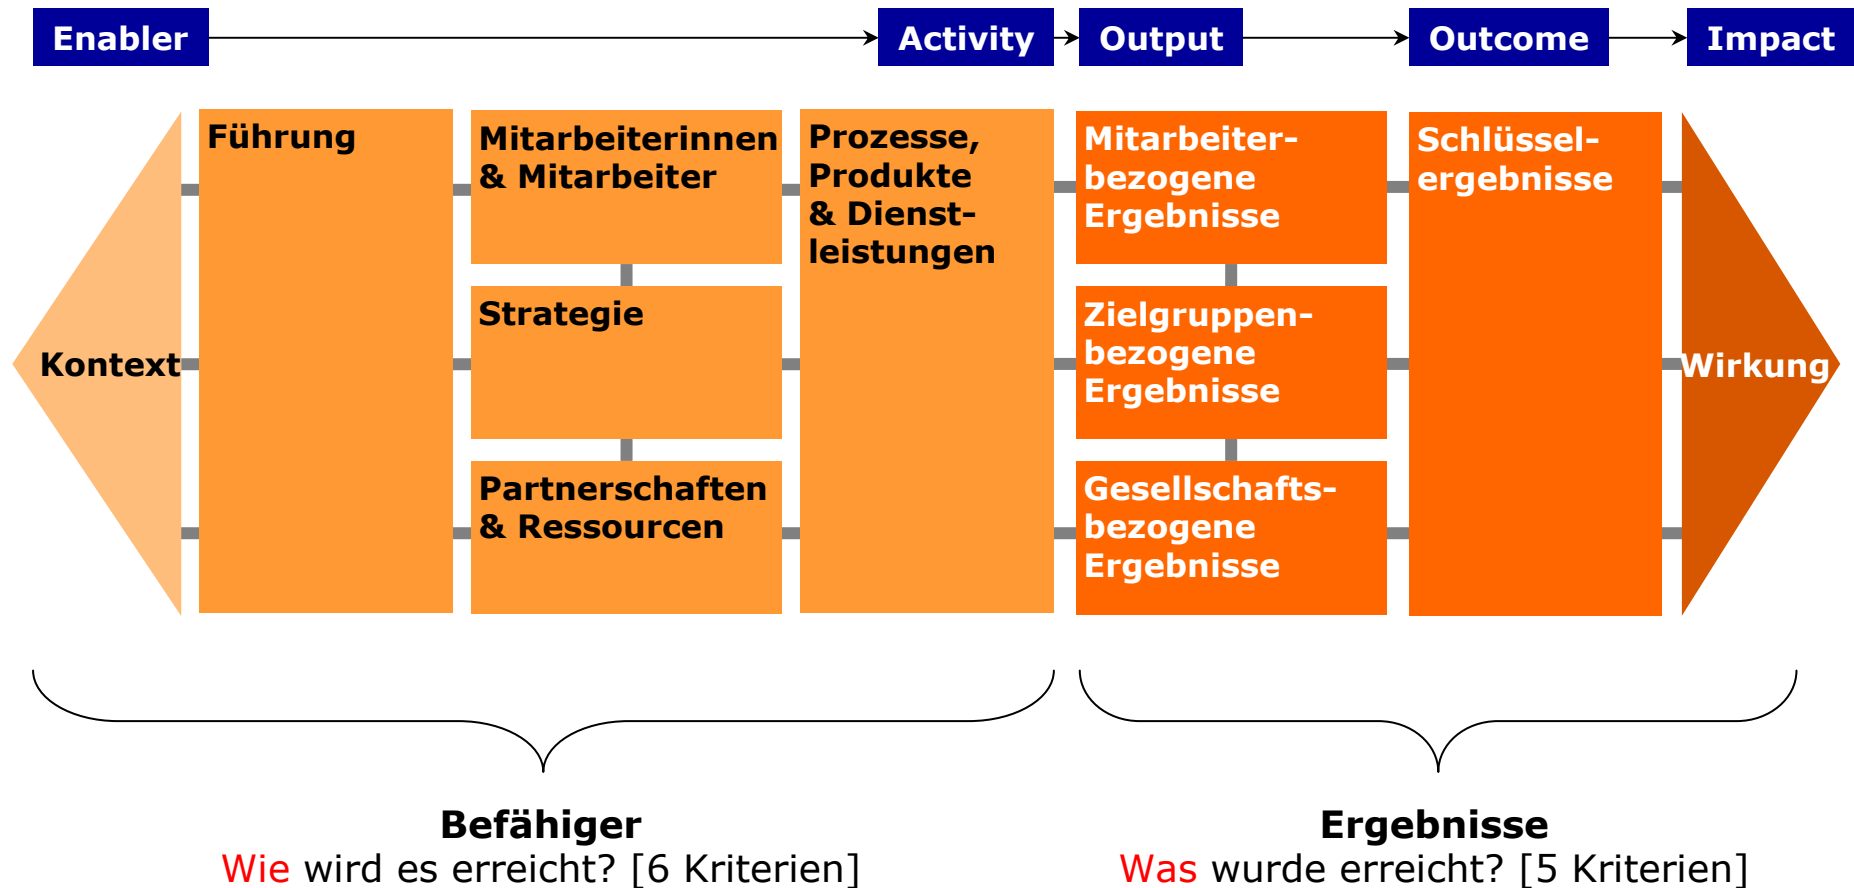 Enabler
Activity
Output
Outcome
Impact
Kontext
Führung
Mitarbeiterinnen
& Mitarbeiter
Strategie
Partnerschaften
& Ressourcen
Prozesse,
Produkte
& Dienst-
leistungen
Mitarbeiter-
bezogene
Ergebnisse
Zielgruppen-
bezogene
Ergebnisse
Gesellschafts-
bezogene
Ergebnisse
Schlüssel-
ergebnisse
Wirkung
Befähiger
Wie wird es erreicht? [6 Kriterien]
Ergebnisse
Was wurde erreicht? [5 Kriterien]